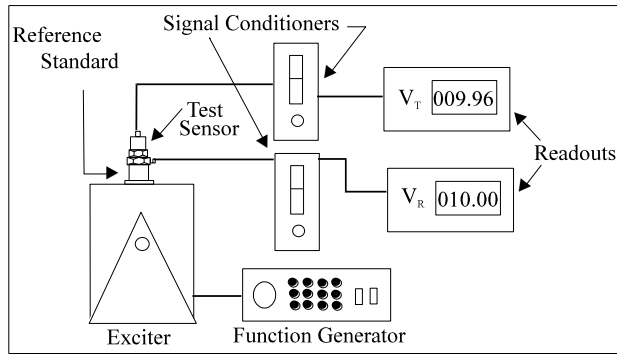 Signal Conditioners
Reference
Standard
Test
Sensor
V_T 009.96
Readouts
V_R 010.00
Exciter
Function Generator